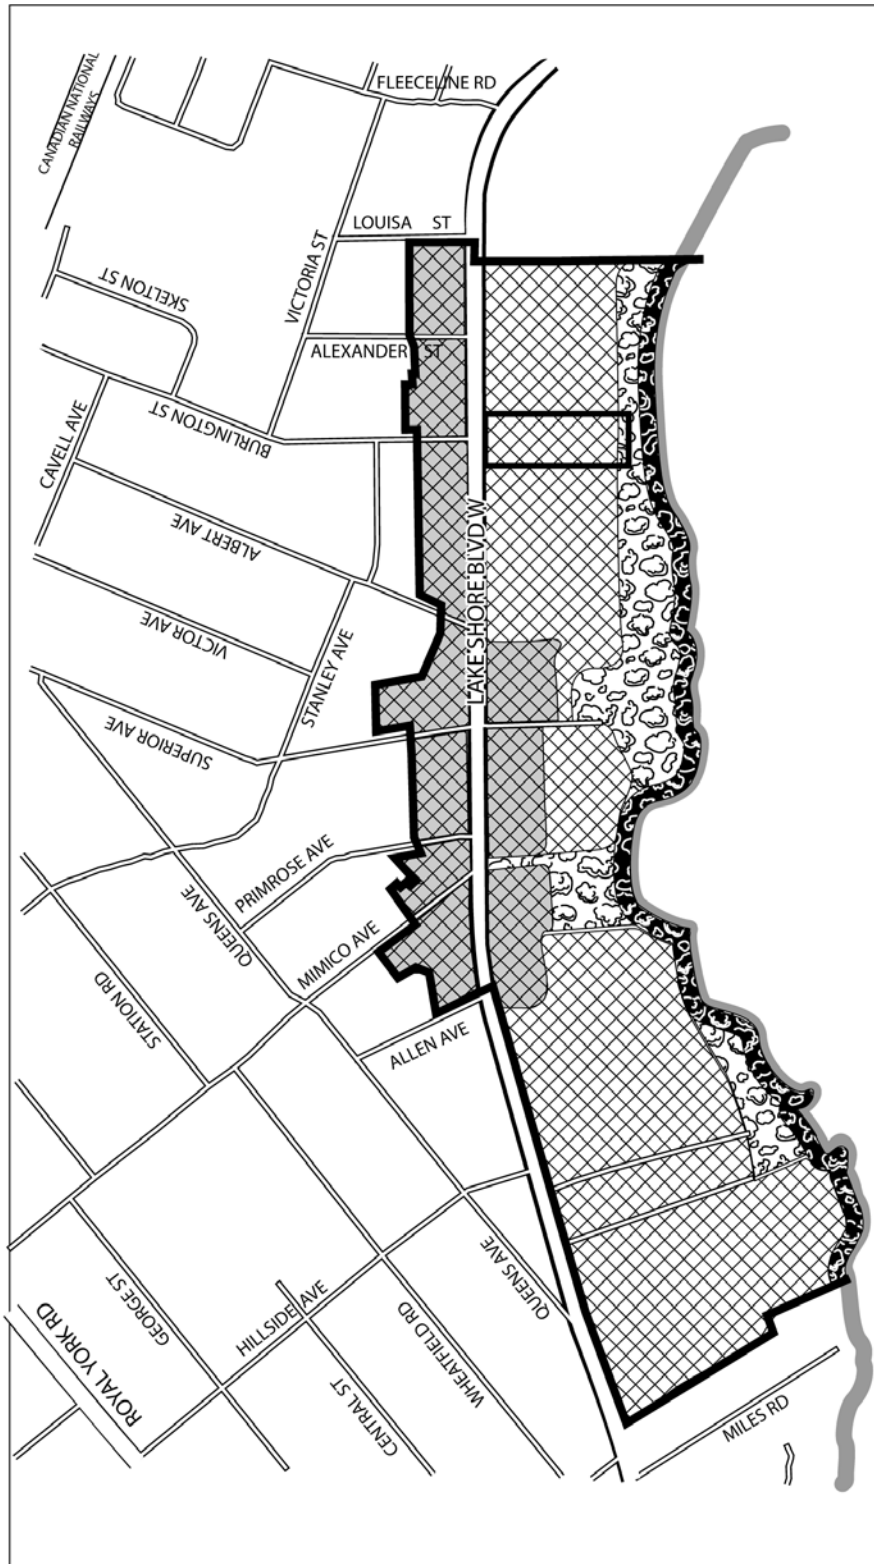 FLEECELINE RD
CANADIAN NATIONAL
RAILWAYS
LOUISA ST
VICTORIA ST
SKELTON ST
ALEXANDER ST
BURLINGTON ST
CAVELL AVE
ALBERT AVE
LAKE SHORE BLVD W
VICTOR AVE
STANLEY AVE
SUPERIOR AVE
PRIMROSE AVE
QUEENS AVE
MIMICO AVE
STATION RD
ALLEN AVE
QUEENS AVE
GEORGE ST
HILLSIDE AVE
WHEATFIELD RD
ROYAL YORK RD
CENTRAL ST
MILES RD